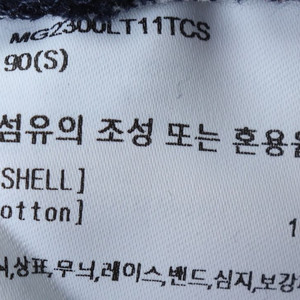 MG2300LT11TCS
90(S)
섬유의 조성 또는 혼용
SHELL]
otton] 1
,상표,무늬,레이스,밴드,심지,보강